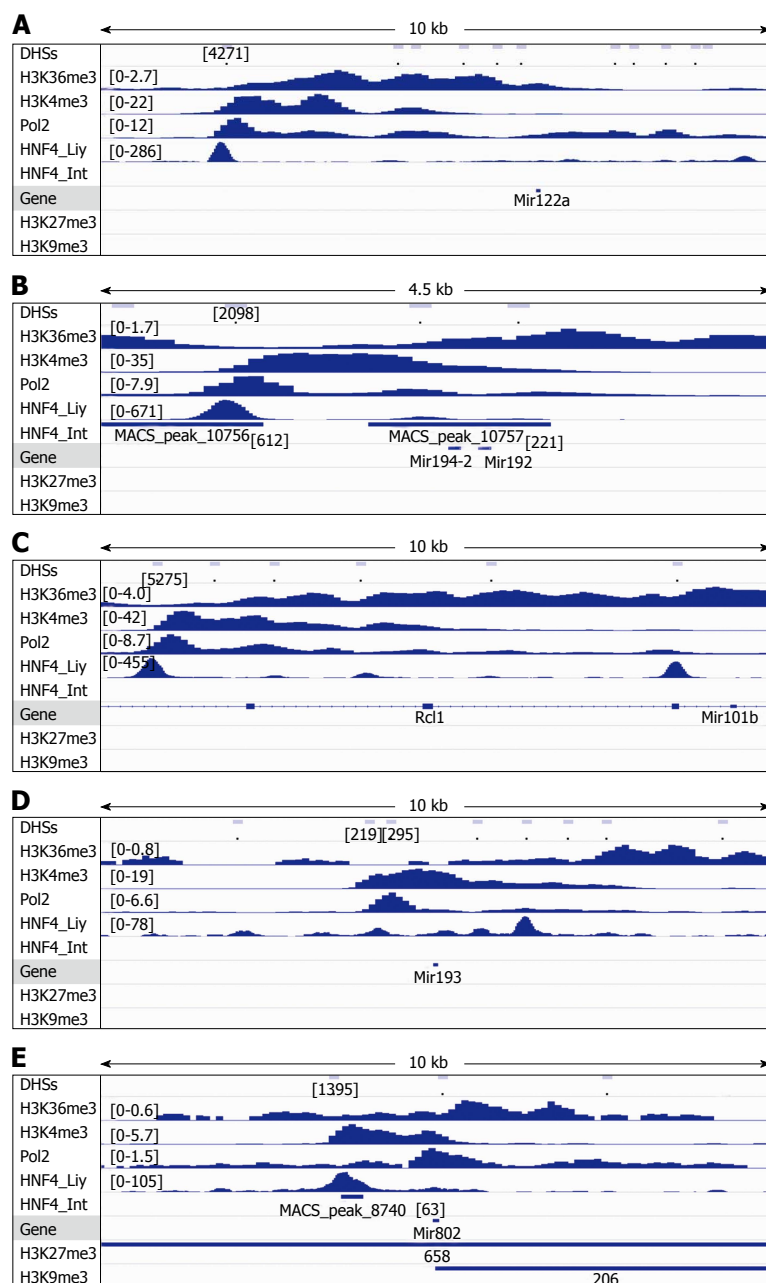 A
10 kb
DHSs [4271]
H3K36me3 [0-2.7]
H3K4me3 [0-22]
Pol2 [0-12]
HNF4_Liy [0-286]
HNF4_Int
Gene Mir122a
H3K27me3
H3K9me3
B
4.5 kb
DHSs [2098]
H3K36me3 [0-1.7]
H3K4me3 [0-35]
Pol2 [0-7.9]
HNF4_Liy [0-671]
HNF4_Int MACS_peak_10756 [612] MACS_peak_10757 [221]
Gene Mir194-2 Mir192
H3K27me3
H3K9me3
C
10 kb
DHSs [5275]
H3K36me3 [0-4.0]
H3K4me3 [0-42]
Pol2 [0-8.7]
HNF4_Liy [0-455]
HNF4_Int
Gene Rcl1 Mir101b
H3K27me3
H3K9me3
D
10 kb
DHSs [219] [295]
H3K36me3 [0-0.8]
H3K4me3 [0-19]
Pol2 [0-6.6]
HNF4_Liy [0-78]
HNF4_Int
Gene Mir193
H3K27me3
H3K9me3
E
10 kb
DHSs [1395]
H3K36me3 [0-0.6]
H3K4me3 [0-5.7]
Pol2 [0-1.5]
HNF4_Liy [0-105]
HNF4_Int MACS_peak_8740 [63]
Gene Mir802
H3K27me3 658
H3K9me3 206